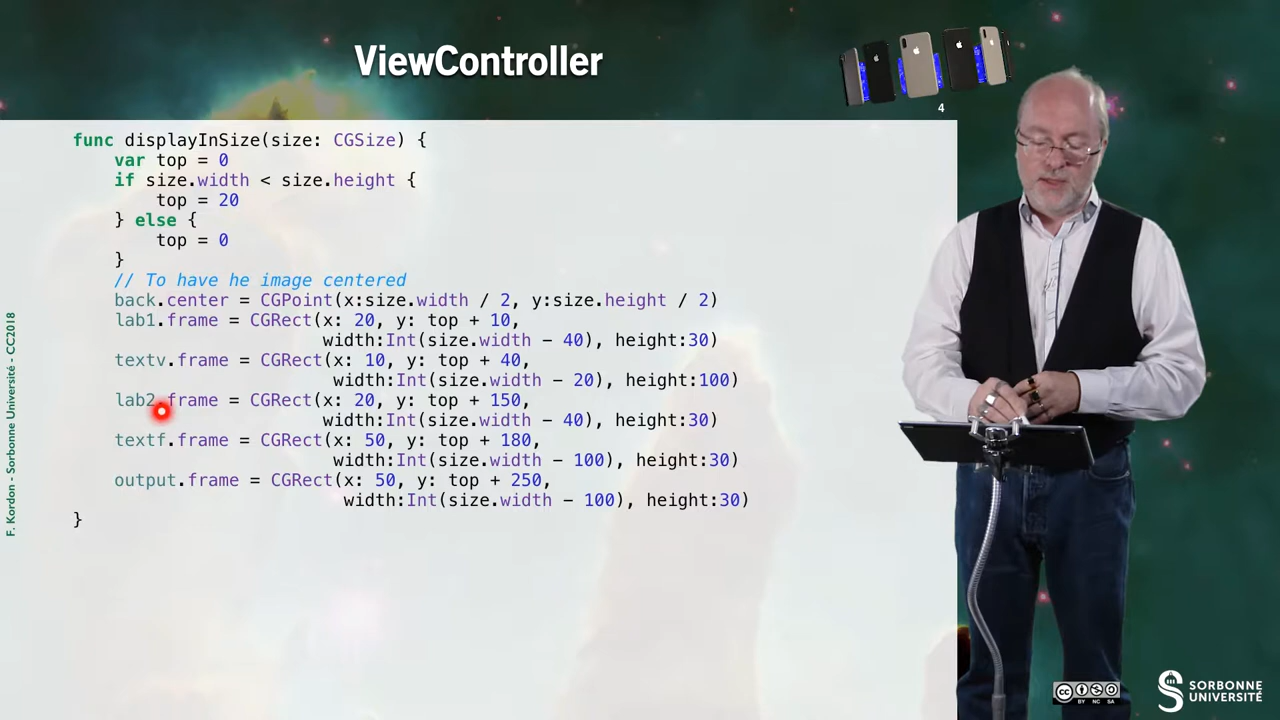 ViewController
4
func displayInSize(size: CGSize) {
var top = 0
if size.width < size.height {
top = 20
} else {
top = 0
}
// To have he image centered
back.center = CGPoint(x:size.width / 2, y:size.height / 2)
lab1.frame = CGRect(x: 20, y: top + 10,
width:Int(size.width - 40), height:30)
textv.frame = CGRect(x: 10, y: top + 40,
width:Int(size.width - 20), height:100)
lab2.frame = CGRect(x: 20, y: top + 150,
width:Int(size.width - 40), height:30)
textf.frame = CGRect(x: 50, y: top + 180,
width:Int(size.width - 100), height:30)
output.frame = CGRect(x: 50, y: top + 250,
width:Int(size.width - 100), height:30)
}
F. Kordon - Sorbonne Université - CC2018
cc
BY NC SA
SORBONNE
UNIVERSITÉ